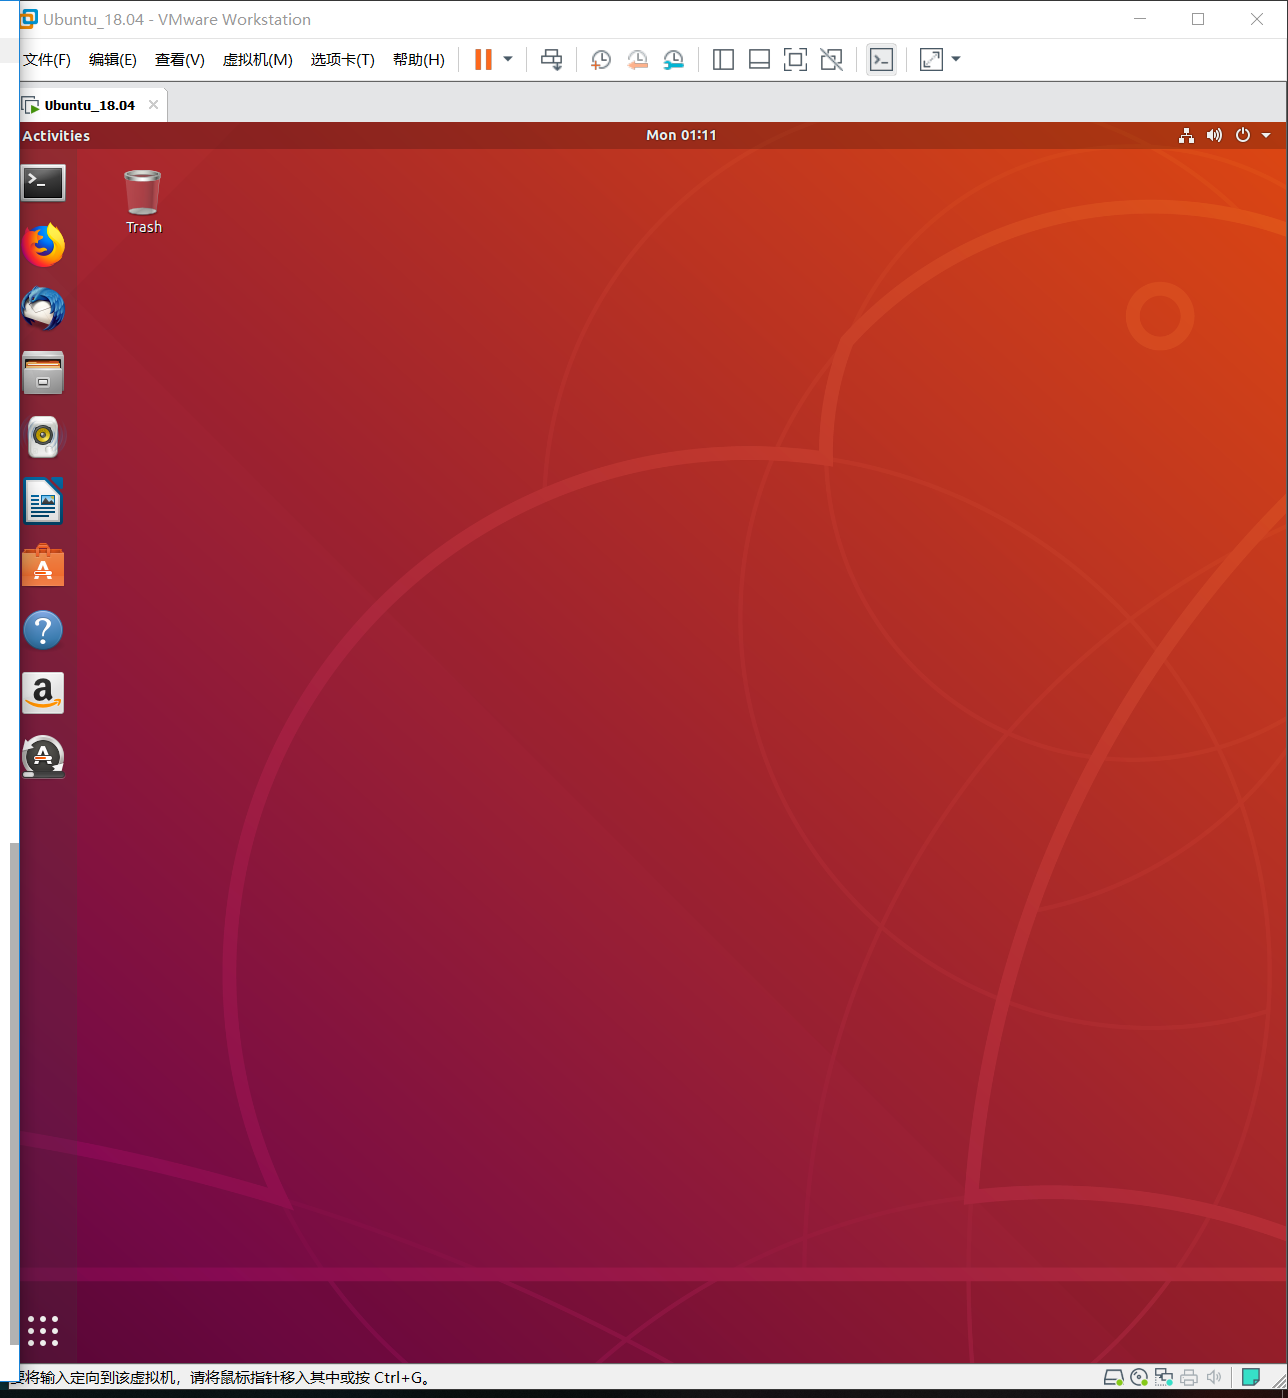 Ubuntu_18.04 - VMware Workstation
文件(F) 编辑(E) 查看(V) 虚拟机(M) 选项卡(T) 帮助(H)
Ubuntu_18.04
Activities Mon 01:11
Trash
将输入定向到该虚拟机，请将鼠标指针移入其中或按 Ctrl+G。